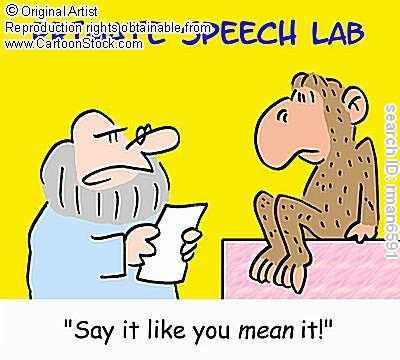 © Original Artist
Reproduction rights obtainable from
www.CartoonStock.com
SPEECH LAB
search ID: rman6591
"Say it like you mean it!"